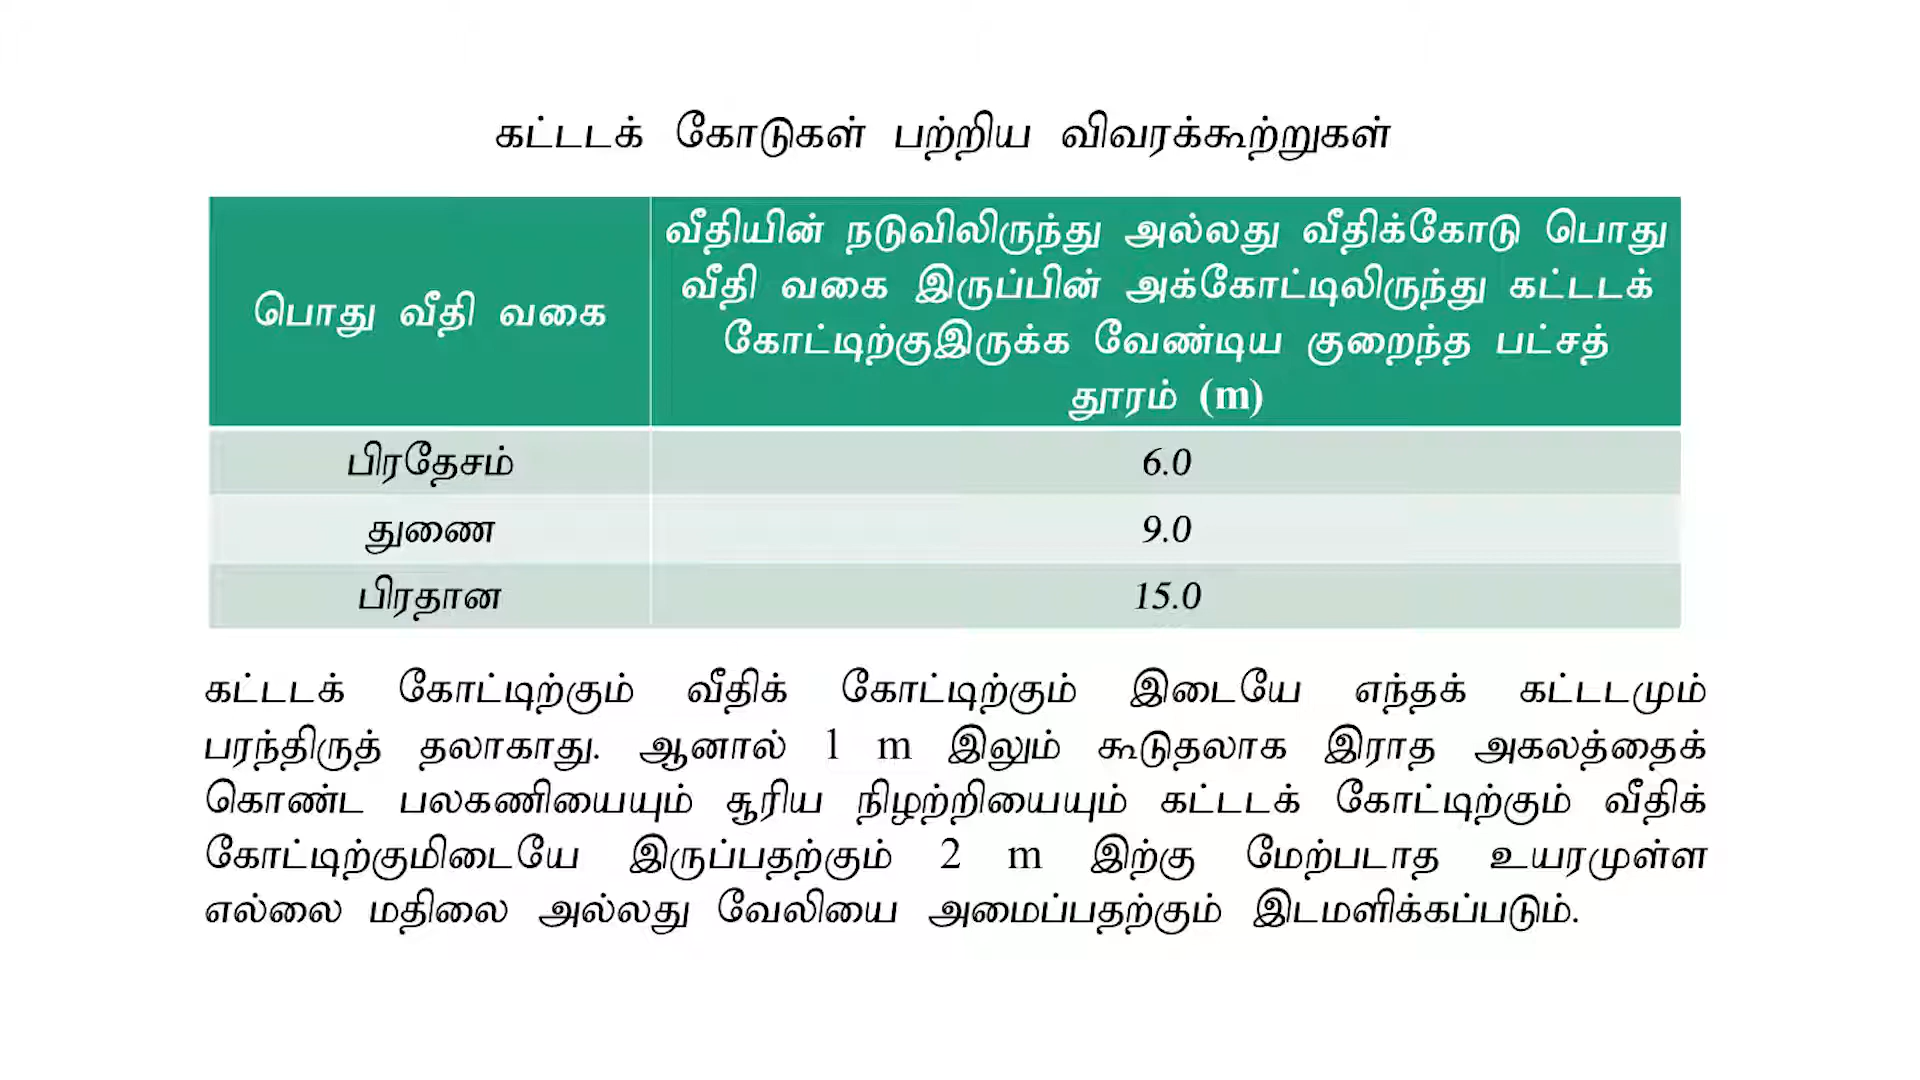 கட்டடக் கோடுகள் பற்றிய விவரக்கூற்றுகள்
பொது வீதி வகை
வீதியின் நடுவிலிருந்து அல்லது வீதிக்கோடு பொது
வீதி வகை இருப்பின் அக்கோட்டிலிருந்து கட்டடக்
கோட்டிற்குஇருக்க வேண்டிய குறைந்த பட்சத்
தூரம் (m)
பிரதேசம் 6.0
துணை 9.0
பிரதான 15.0
கட்டடக் கோட்டிற்கும் வீதிக் கோட்டிற்கும் இடையே எந்தக் கட்டடமும்
பரந்திருத் தலாகாது. ஆனால் 1 m இலும் கூடுதலாக இராத அகலத்தைக்
கொண்ட பலகணியையும் சூரிய நிழற்றியையும் கட்டடக் கோட்டிற்கும் வீதிக்
கோட்டிற்குமிடையே இருப்பதற்கும் 2 m இற்கு மேற்படாத உயரமுள்ள
எல்லை மதிலை அல்லது வேலியை அமைப்பதற்கும் இடமளிக்கப்படும்.